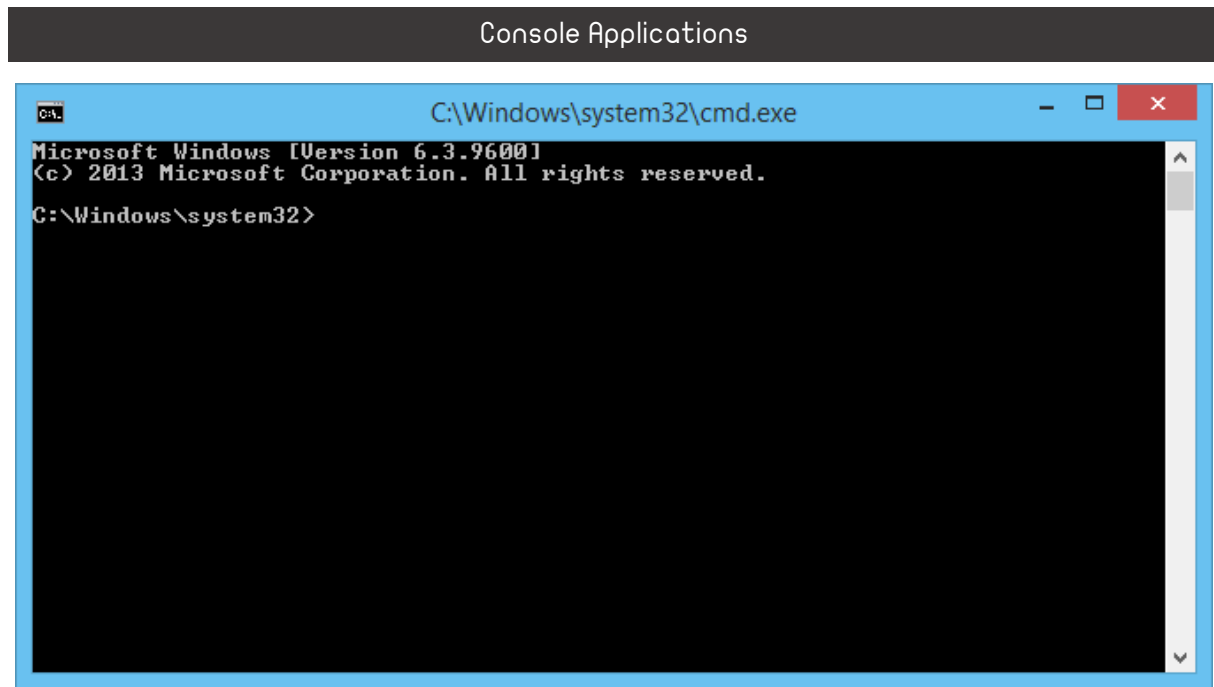 Console Applications
C:\Windows\system32\cmd.exe
Microsoft Windows [Version 6.3.9600]
(c) 2013 Microsoft Corporation. All rights reserved.
C:\Windows\system32>